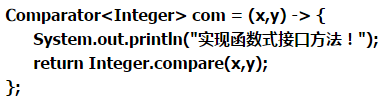 Comparator<Integer> com = (x,y) -> {
System.out.println("实现函数式接口方法！");
return Integer.compare(x,y);
};